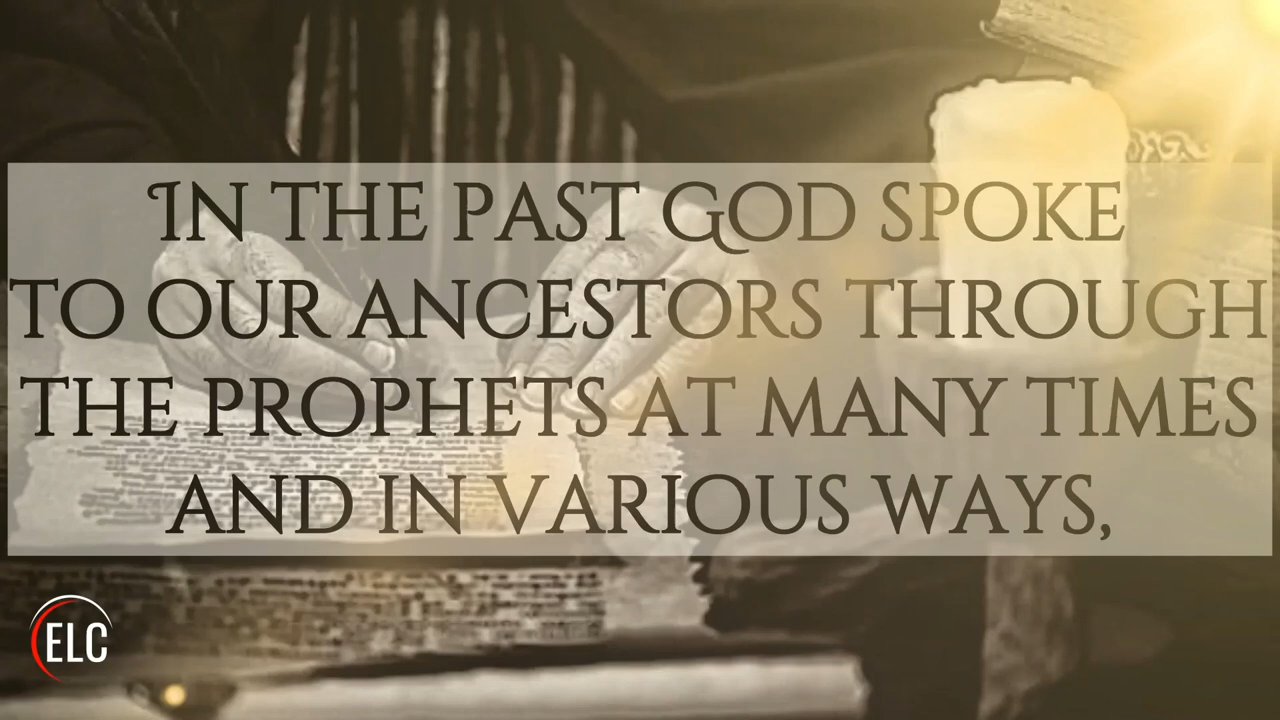 In the past God spoke
to our ancestors through
the prophets at many times
and in various ways,
ELC